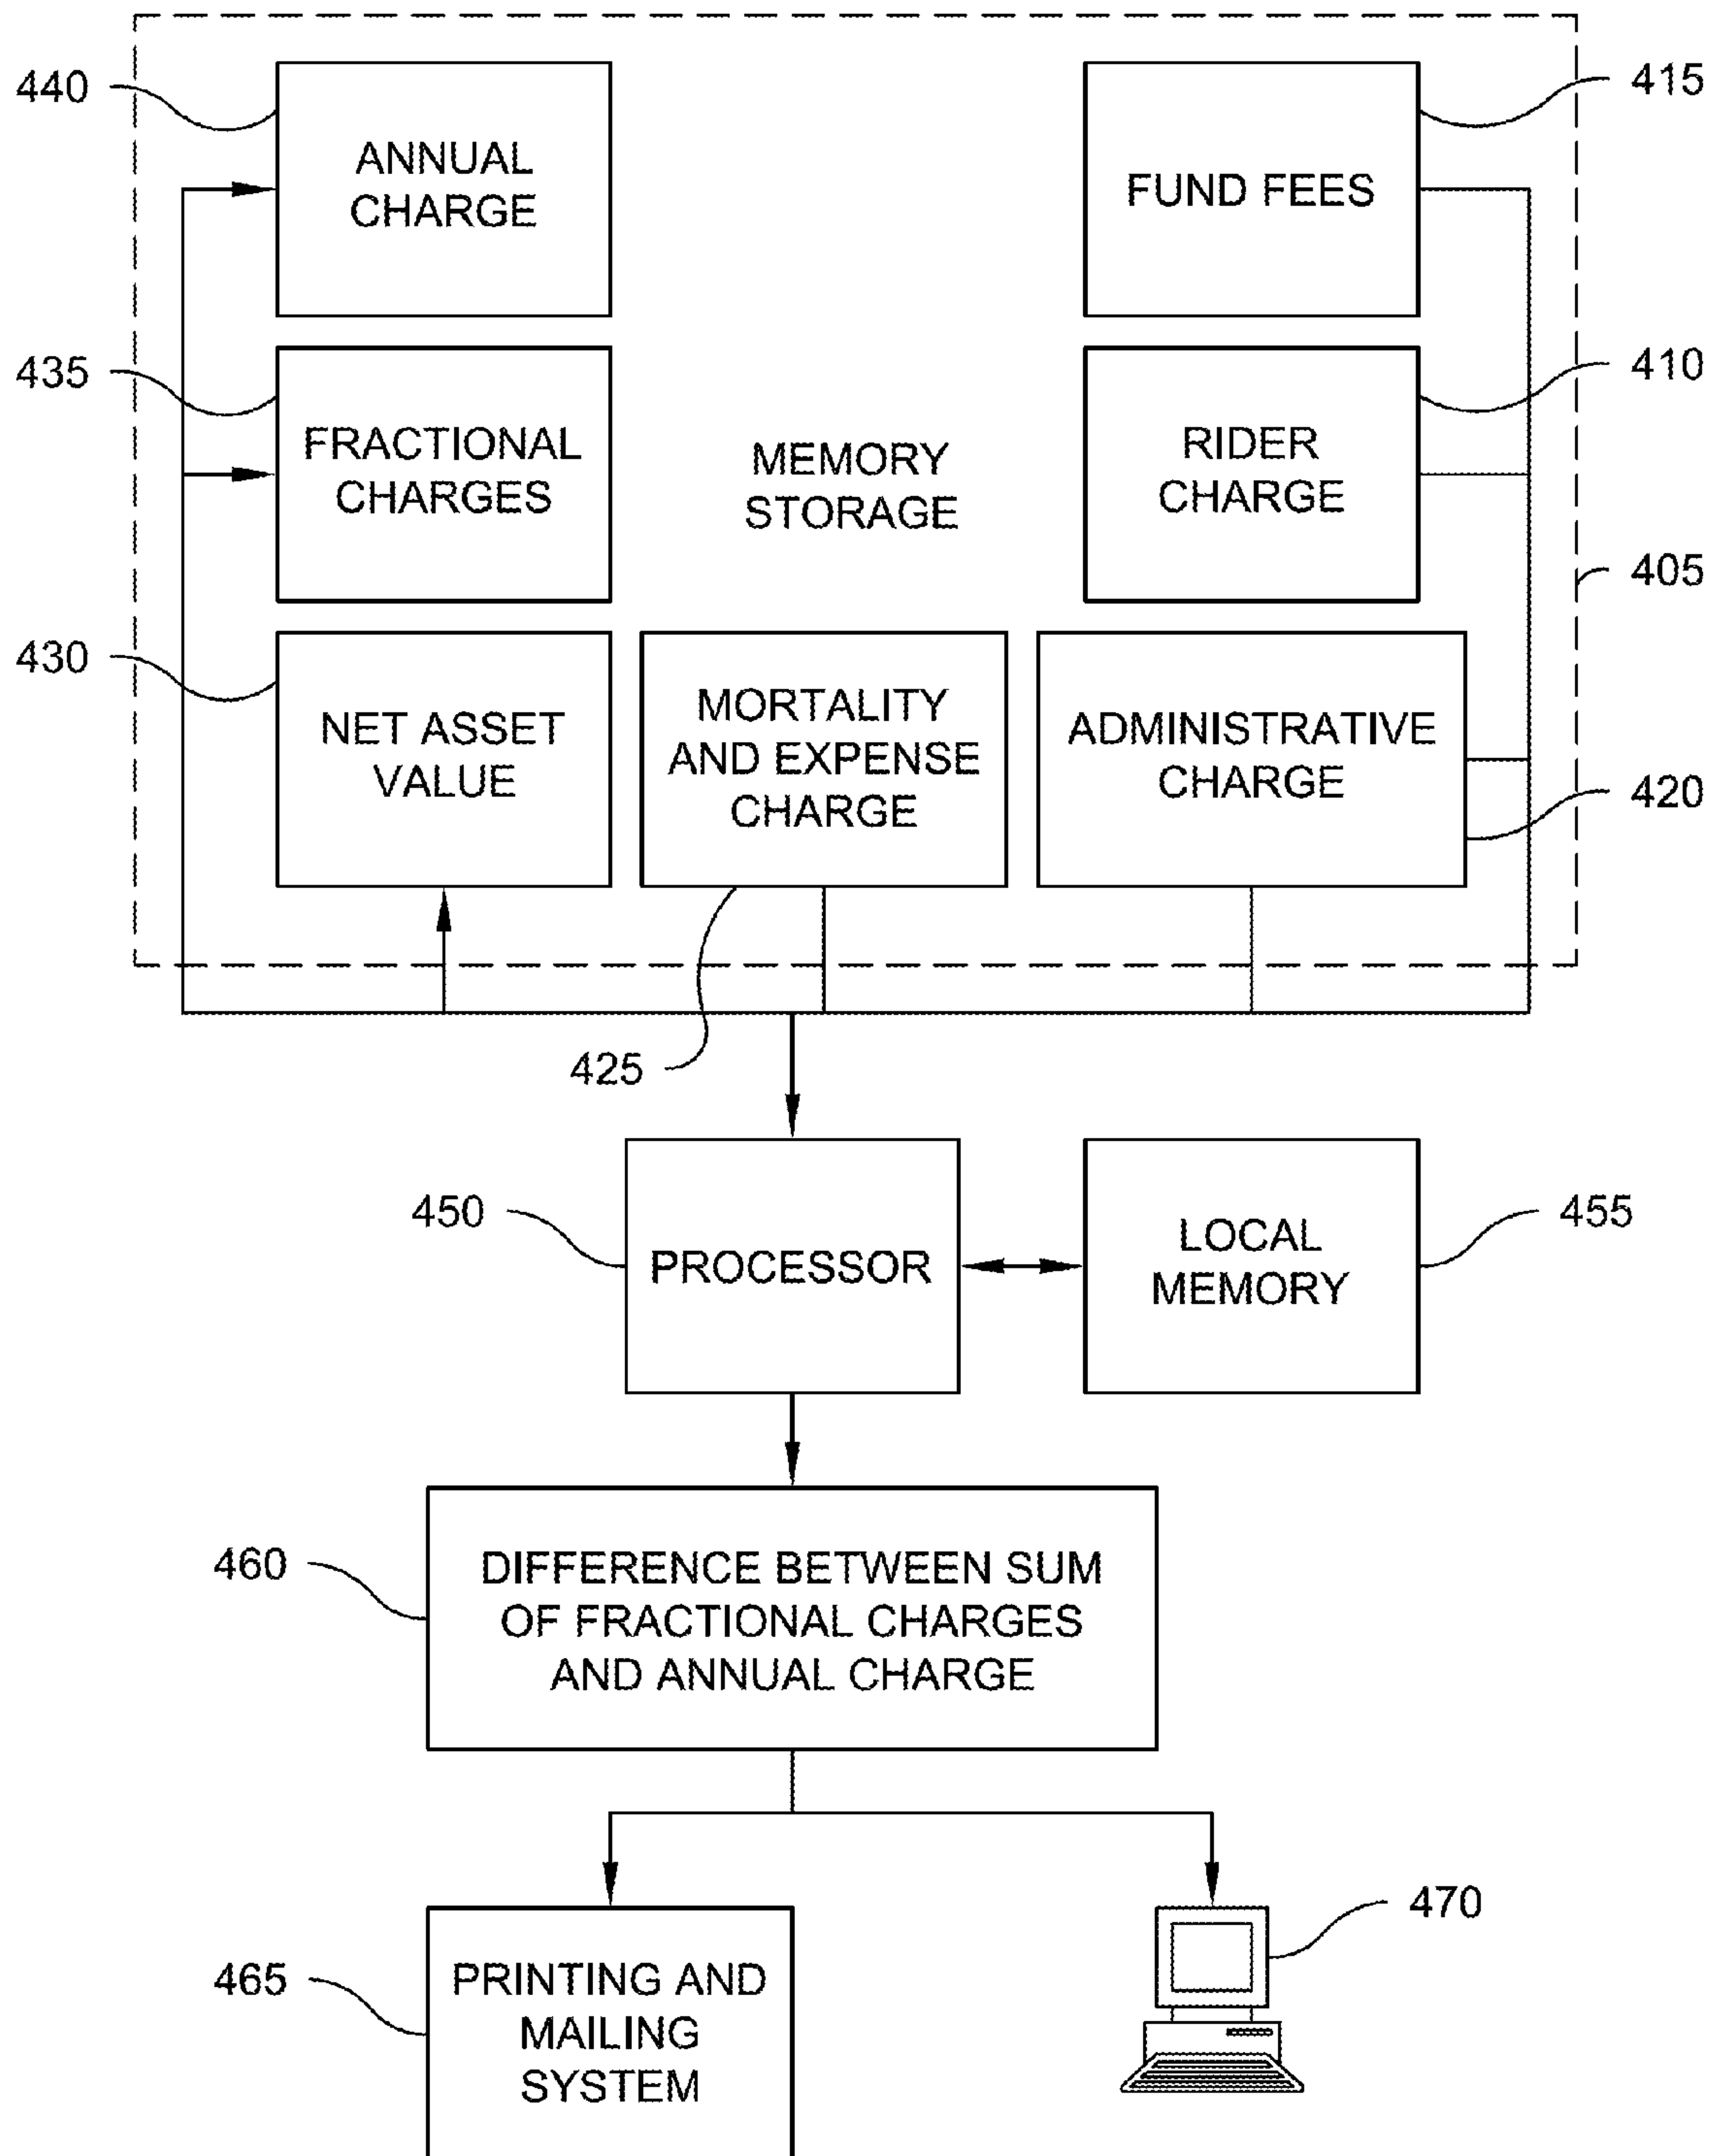 440
ANNUAL
CHARGE
FUND FEES
415
435
FRACTIONAL
CHARGES
MEMORY
STORAGE
RIDER
CHARGE
410
405
430
NET ASSET
VALUE
MORTALITY
AND EXPENSE
CHARGE
ADMINISTRATIVE
CHARGE
420
425
450
PROCESSOR
LOCAL
MEMORY
455
460
DIFFERENCE BETWEEN SUM
OF FRACTIONAL CHARGES
AND ANNUAL CHARGE
465
PRINTING AND
MAILING
SYSTEM
470